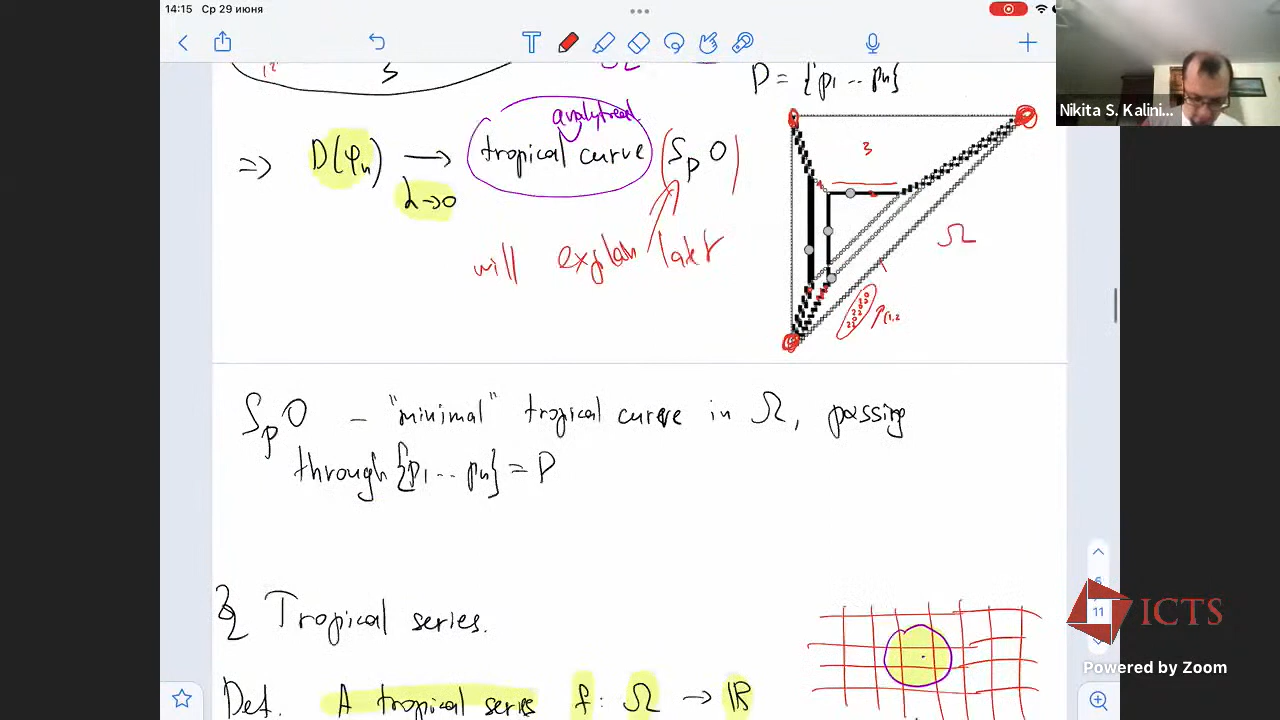 14:15 Ср 29 июня
P = {p1 .. pn}
analytical
=> D(φn) → tropical curve (SpO)
λ→0
will explain later
3
Ω
SpO – "minimal" tropical curve in Ω, passing
through {p1 ... pn} = P
§ Tropical series.
Def. A tropical series f: Ω → ℝ
Nikita S. Kalini...
11
ICTS
Powered by Zoom